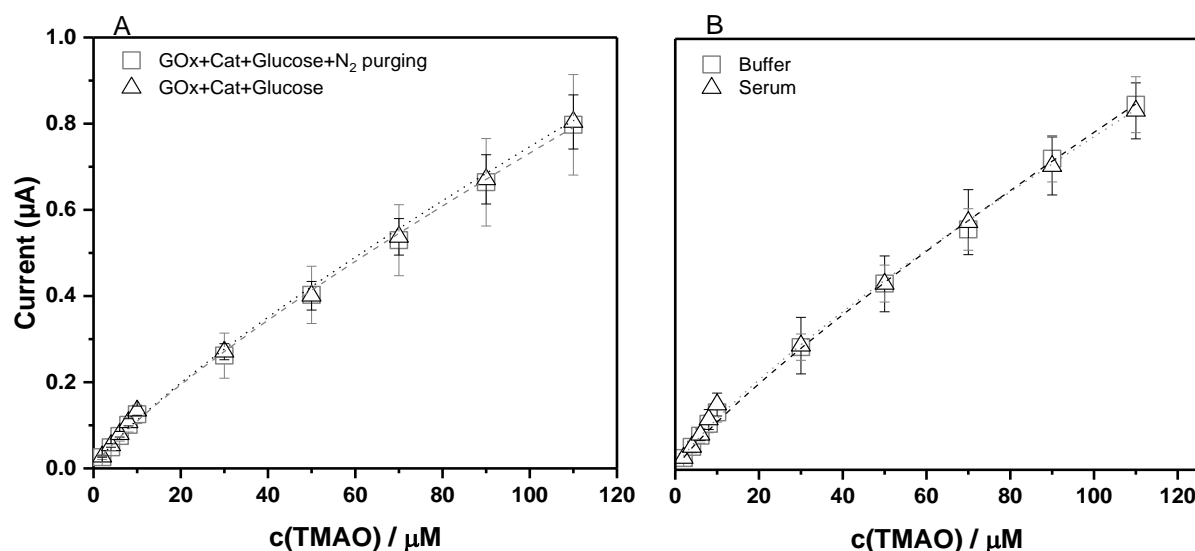 A
B
GOx+Cat+Glucose+N₂ purging
GOx+Cat+Glucose
Buffer
Serum
1.0
0.8
0.6
0.4
0.2
0.0
Current (µA)
0 20 40 60 80 100 120
0 20 40 60 80 100 120
c(TMAO) / µM
c(TMAO) / µM